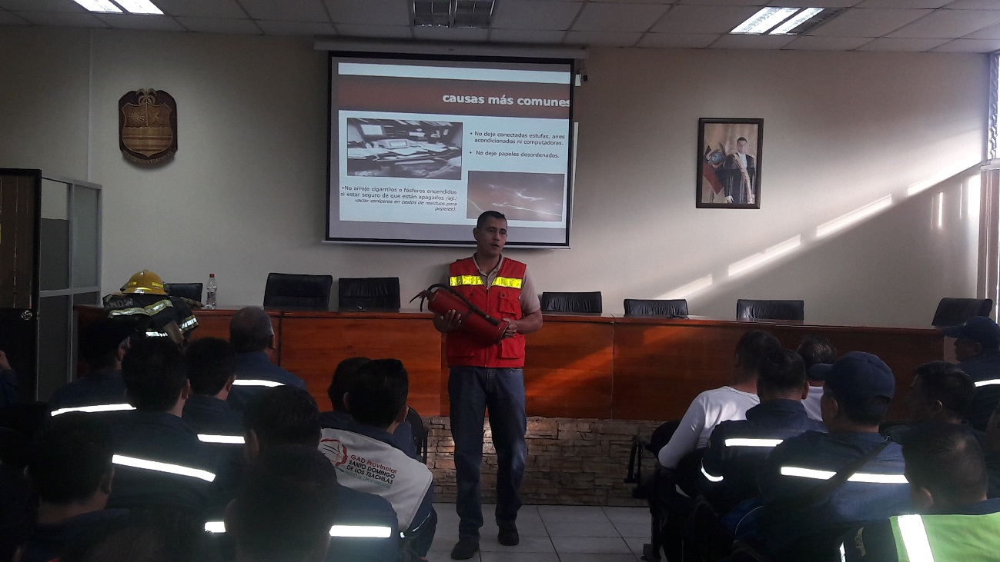 causas más comunes
• No deje conectadas estufas, aires
acondicionados ni computadoras.
• No deje papeles desordenados.
•No arroje cigarrillos o fósforos encendidos
si estar seguro de que están apagados (ej.:
vaciar ceniceros en cestos de residuos para
papeles)
GAD Provincial
SANTO DOMINGO
DE LOS TSÁCHILAS